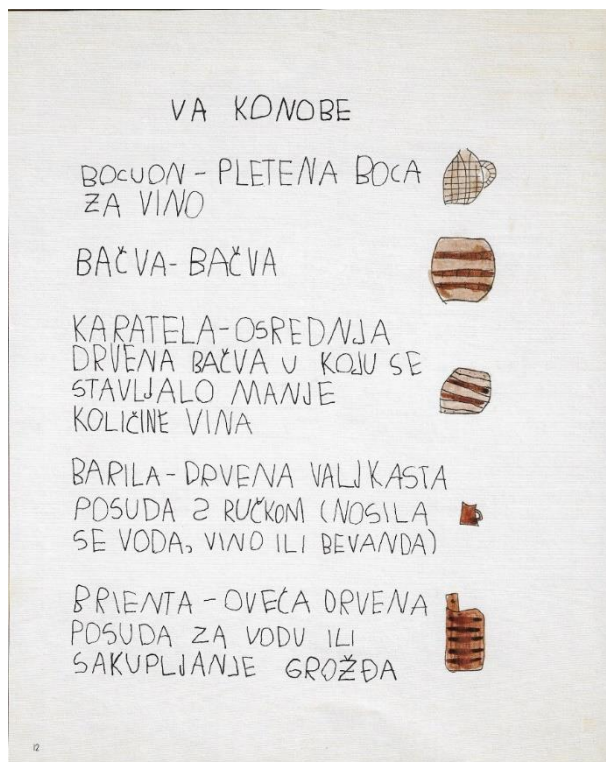 VA KONOBE
BOCUON - PLETENA BOCA
ZA VINO
BAČVA - BAČVA
KARATELA - OSREDNJA
DRVENA BAČVA U KOJU SE
STAVLJALO MANJE
KOLIČINE VINA
BARILA - DRVENA VALJKASTA
POSUDA S RUČKOM (NOSILA
SE VODA, VINO ILI BEVANDA)
BRIENTA - OVEĆA DRVENA
POSUDA ZA VODU ILI
SAKUPLJANJE GROŽĐA
12